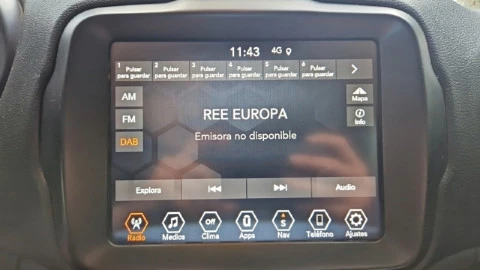 11:43 4G
1 Pulsar para guardar 2 Pulsar para guardar 3 Pulsar para guardar 4 Pulsar para guardar 5 Pulsar para guardar 6 Pulsar para guardar
AM
Mapa
FM
Info
DAB
REE EUROPA
Emisora no disponible
Explora Audio
Off S
Radio Medios Clima Apps Nav Teléfono Ajustes